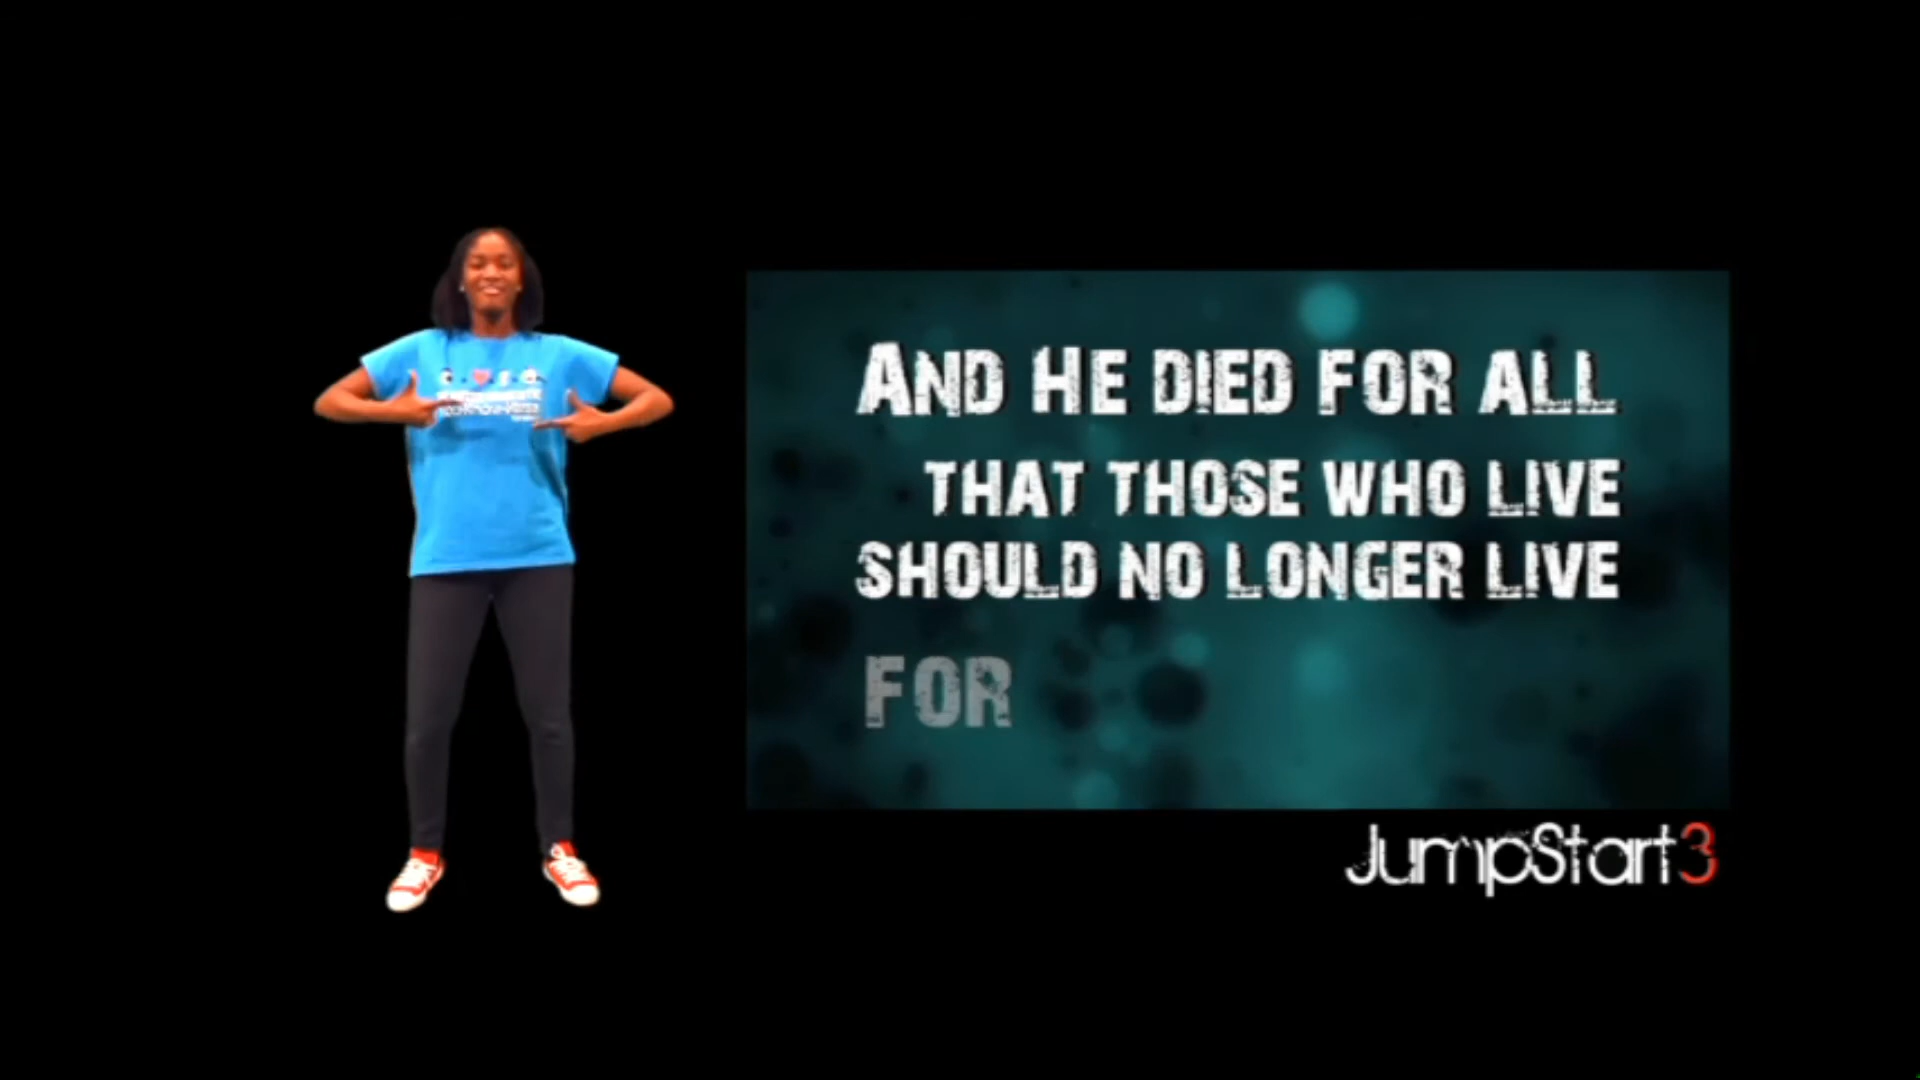 AND HE DIED FOR ALL
THAT THOSE WHO LIVE
SHOULD NO LONGER LIVE
FOR
JumpStart3